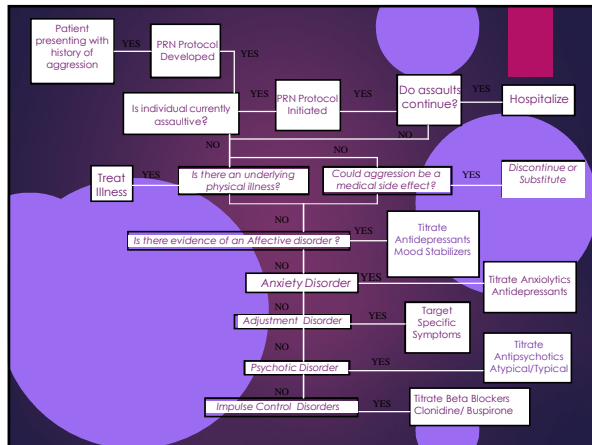 Patient
presenting with
history of
aggression
YES
PRN Protocol
Developed
YES
Is individual currently
assaultive?
YES
PRN Protocol
Initiated
YES
Do assaults
continue?
YES
Hospitalize
NO
NO
Treat
Illness
YES
Is there an underlying
physical illness?
Could aggression be a
medical side effect?
YES
Discontinue or
Substitute
NO
Is there evidence of an Affective disorder ?
YES
Titrate
Antidepressants
Mood Stabilizers
NO
Anxiety Disorder
YES
Titrate Anxiolytics
Antidepressants
NO
Adjustment Disorder
YES
Target
Specific
Symptoms
NO
Psychotic Disorder
YES
Titrate
Antipsychotics
Atypical/Typical
NO
Impulse Control Disorders
YES
Titrate Beta Blockers
Clonidine/ Buspirone